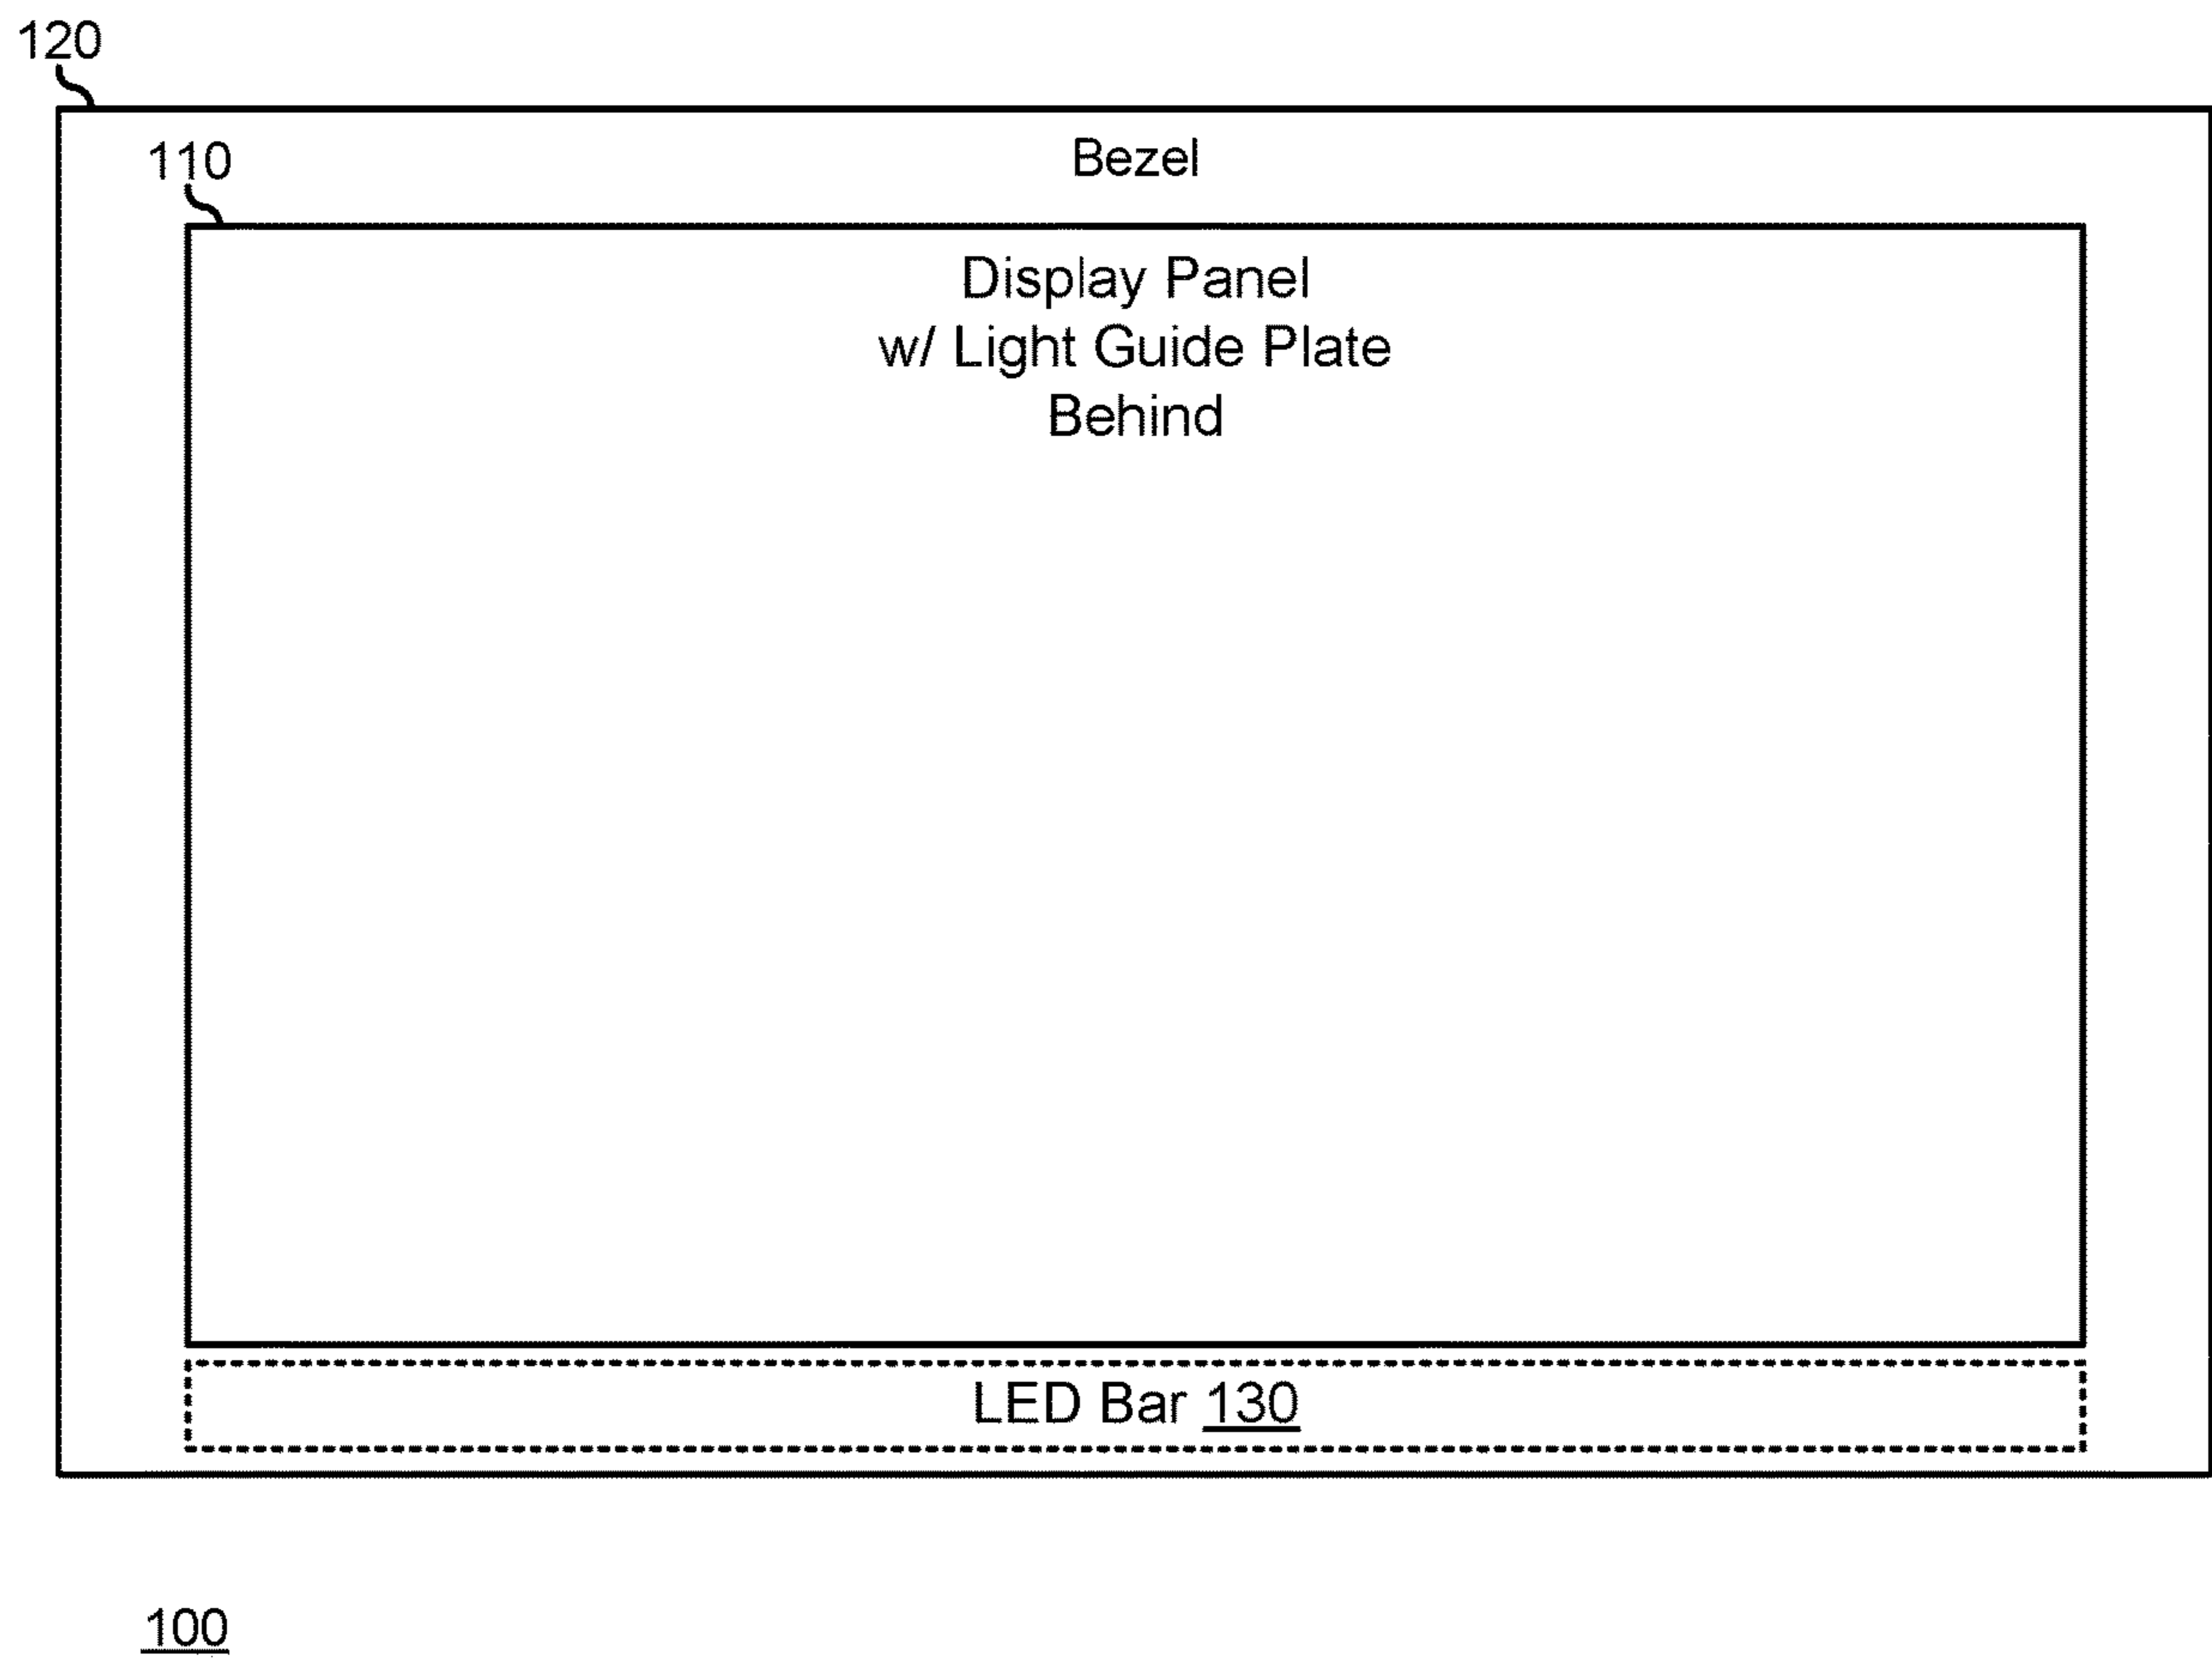 120
Bezel
110
Display Panel
w/ Light Guide Plate
Behind
LED Bar 130
100